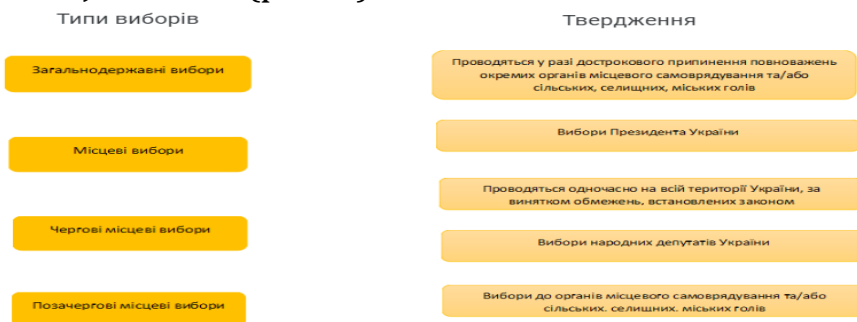 Типи виборів
Твердження
Загальнодержавні вибори
Проводяться у разі дострокового припинення повноважень
окремих органів місцевого самоврядування та/або
сільських, селищних, міських голів
Місцеві вибори
Вибори Президента України
Проводяться одночасно на всій території України, за
винятком обмежень, встановлених законом
Чергові місцеві вибори
Вибори народних депутатів України
Позачергові місцеві вибори
Вибори до органів місцевого самоврядування та/або
сільських. селищних. міських голів